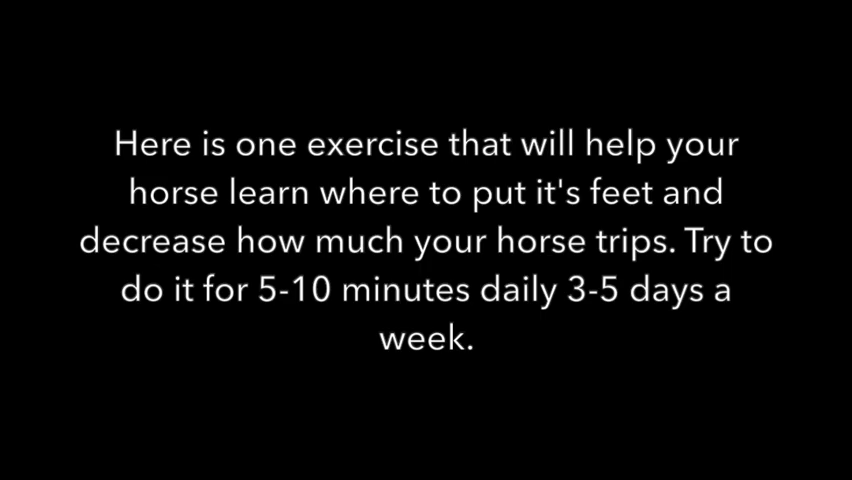 Here is one exercise that will help your
horse learn where to put it's feet and
decrease how much your horse trips. Try to
do it for 5-10 minutes daily 3-5 days a
week.